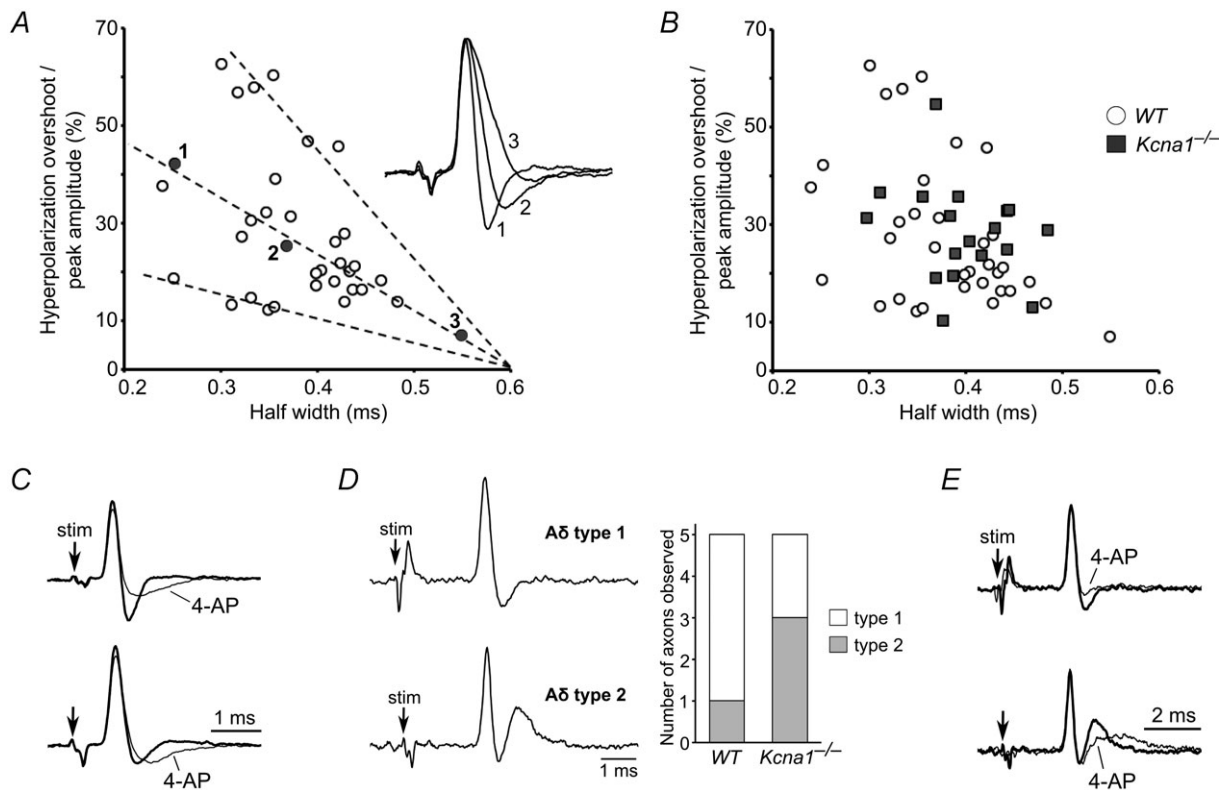 A
Hyperpolarization overshoot /
peak amplitude (%)
70
50
30
10
0
0.2 0.3 0.4 0.5 0.6
Half width (ms)
1
2
3
3
2
1
B
Hyperpolarization overshoot /
peak amplitude (%)
70
50
30
10
0
0.2 0.3 0.4 0.5 0.6
Half width (ms)
WT
Kcna1–/–
C
stim
4-AP
4-AP
1 ms
D
stim
Aδ type 1
stim
Aδ type 2
1 ms
Number of axons observed
5
4
3
2
1
0
WT Kcna1–/–
type 1
type 2
E
stim
4-AP
2 ms
4-AP